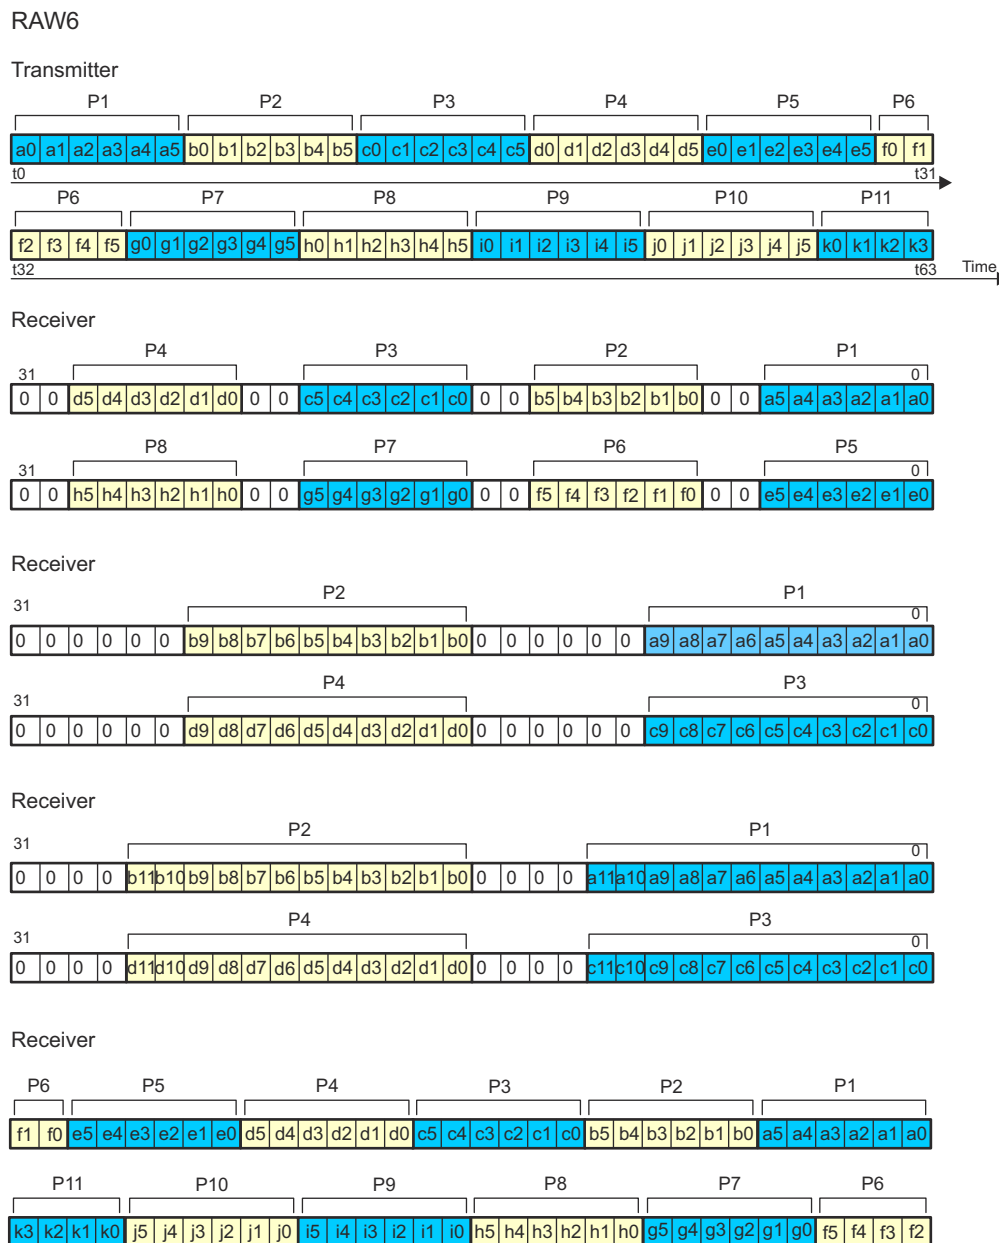 RAW6
Transmitter
P1 P2 P3 P4 P5 P6
a0 a1 a2 a3 a4 a5 b0 b1 b2 b3 b4 b5 c0 c1 c2 c3 c4 c5 d0 d1 d2 d3 d4 d5 e0 e1 e2 e3 e4 e5 f0 f1
t0 t31
P6 P7 P8 P9 P10 P11
f2 f3 f4 f5 g0 g1 g2 g3 g4 g5 h0 h1 h2 h3 h4 h5 i0 i1 i2 i3 i4 i5 j0 j1 j2 j3 j4 j5 k0 k1 k2 k3
t32 t63 Time
Receiver
P4 P3 P2 P1
31 0
0 0 d5 d4 d3 d2 d1 d0 0 0 c5 c4 c3 c2 c1 c0 0 0 b5 b4 b3 b2 b1 b0 0 0 a5 a4 a3 a2 a1 a0
P8 P7 P6 P5
31 0
0 0 h5 h4 h3 h2 h1 h0 0 0 g5 g4 g3 g2 g1 g0 0 0 f5 f4 f3 f2 f1 f0 0 0 e5 e4 e3 e2 e1 e0
Receiver
P2 P1
31 0
0 0 0 0 0 0 b9 b8 b7 b6 b5 b4 b3 b2 b1 b0 0 0 0 0 0 0 a9 a8 a7 a6 a5 a4 a3 a2 a1 a0
P4 P3
31 0
0 0 0 0 0 0 d9 d8 d7 d6 d5 d4 d3 d2 d1 d0 0 0 0 0 0 0 c9 c8 c7 c6 c5 c4 c3 c2 c1 c0
Receiver
P2 P1
31 0
0 0 0 0 b11 b10 b9 b8 b7 b6 b5 b4 b3 b2 b1 b0 0 0 0 0 a11 a10 a9 a8 a7 a6 a5 a4 a3 a2 a1 a0
P4 P3
31 0
0 0 0 0 d11 d10 d9 d8 d7 d6 d5 d4 d3 d2 d1 d0 0 0 0 0 c11 c10 c9 c8 c7 c6 c5 c4 c3 c2 c1 c0
Receiver
P6 P5 P4 P3 P2 P1
f1 f0 e5 e4 e3 e2 e1 e0 d5 d4 d3 d2 d1 d0 c5 c4 c3 c2 c1 c0 b5 b4 b3 b2 b1 b0 a5 a4 a3 a2 a1 a0
P11 P10 P9 P8 P7 P6
k3 k2 k1 k0 j5 j4 j3 j2 j1 j0 i5 i4 i3 i2 i1 i0 h5 h4 h3 h2 h1 h0 g5 g4 g3 g2 g1 g0 f5 f4 f3 f2